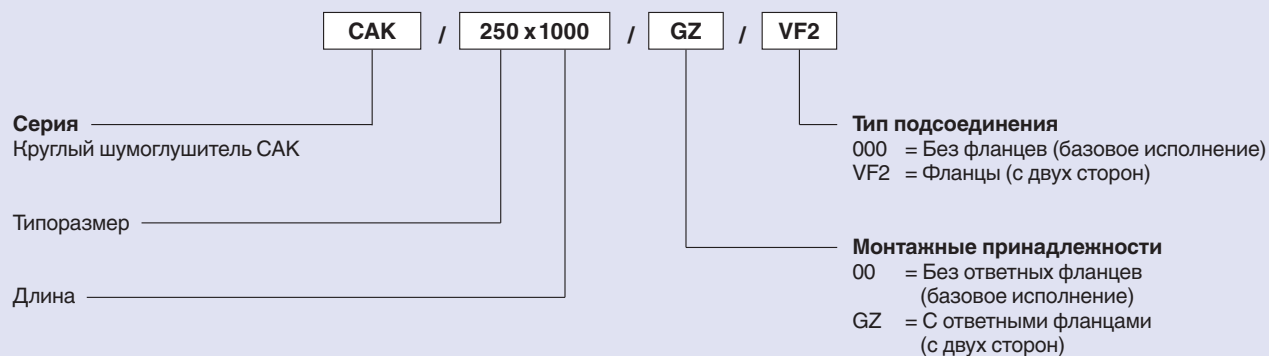 CAK / 250 x 1000 / GZ / VF2
Серия
Круглый шумоглушитель CAK
Типоразмер
Длина
Тип подсоединения
000 = Без фланцев (базовое исполнение)
VF2 = Фланцы (с двух сторон)
Монтажные принадлежности
00 = Без ответных фланцев
(базовое исполнение)
GZ = С ответными фланцами
(с двух сторон)